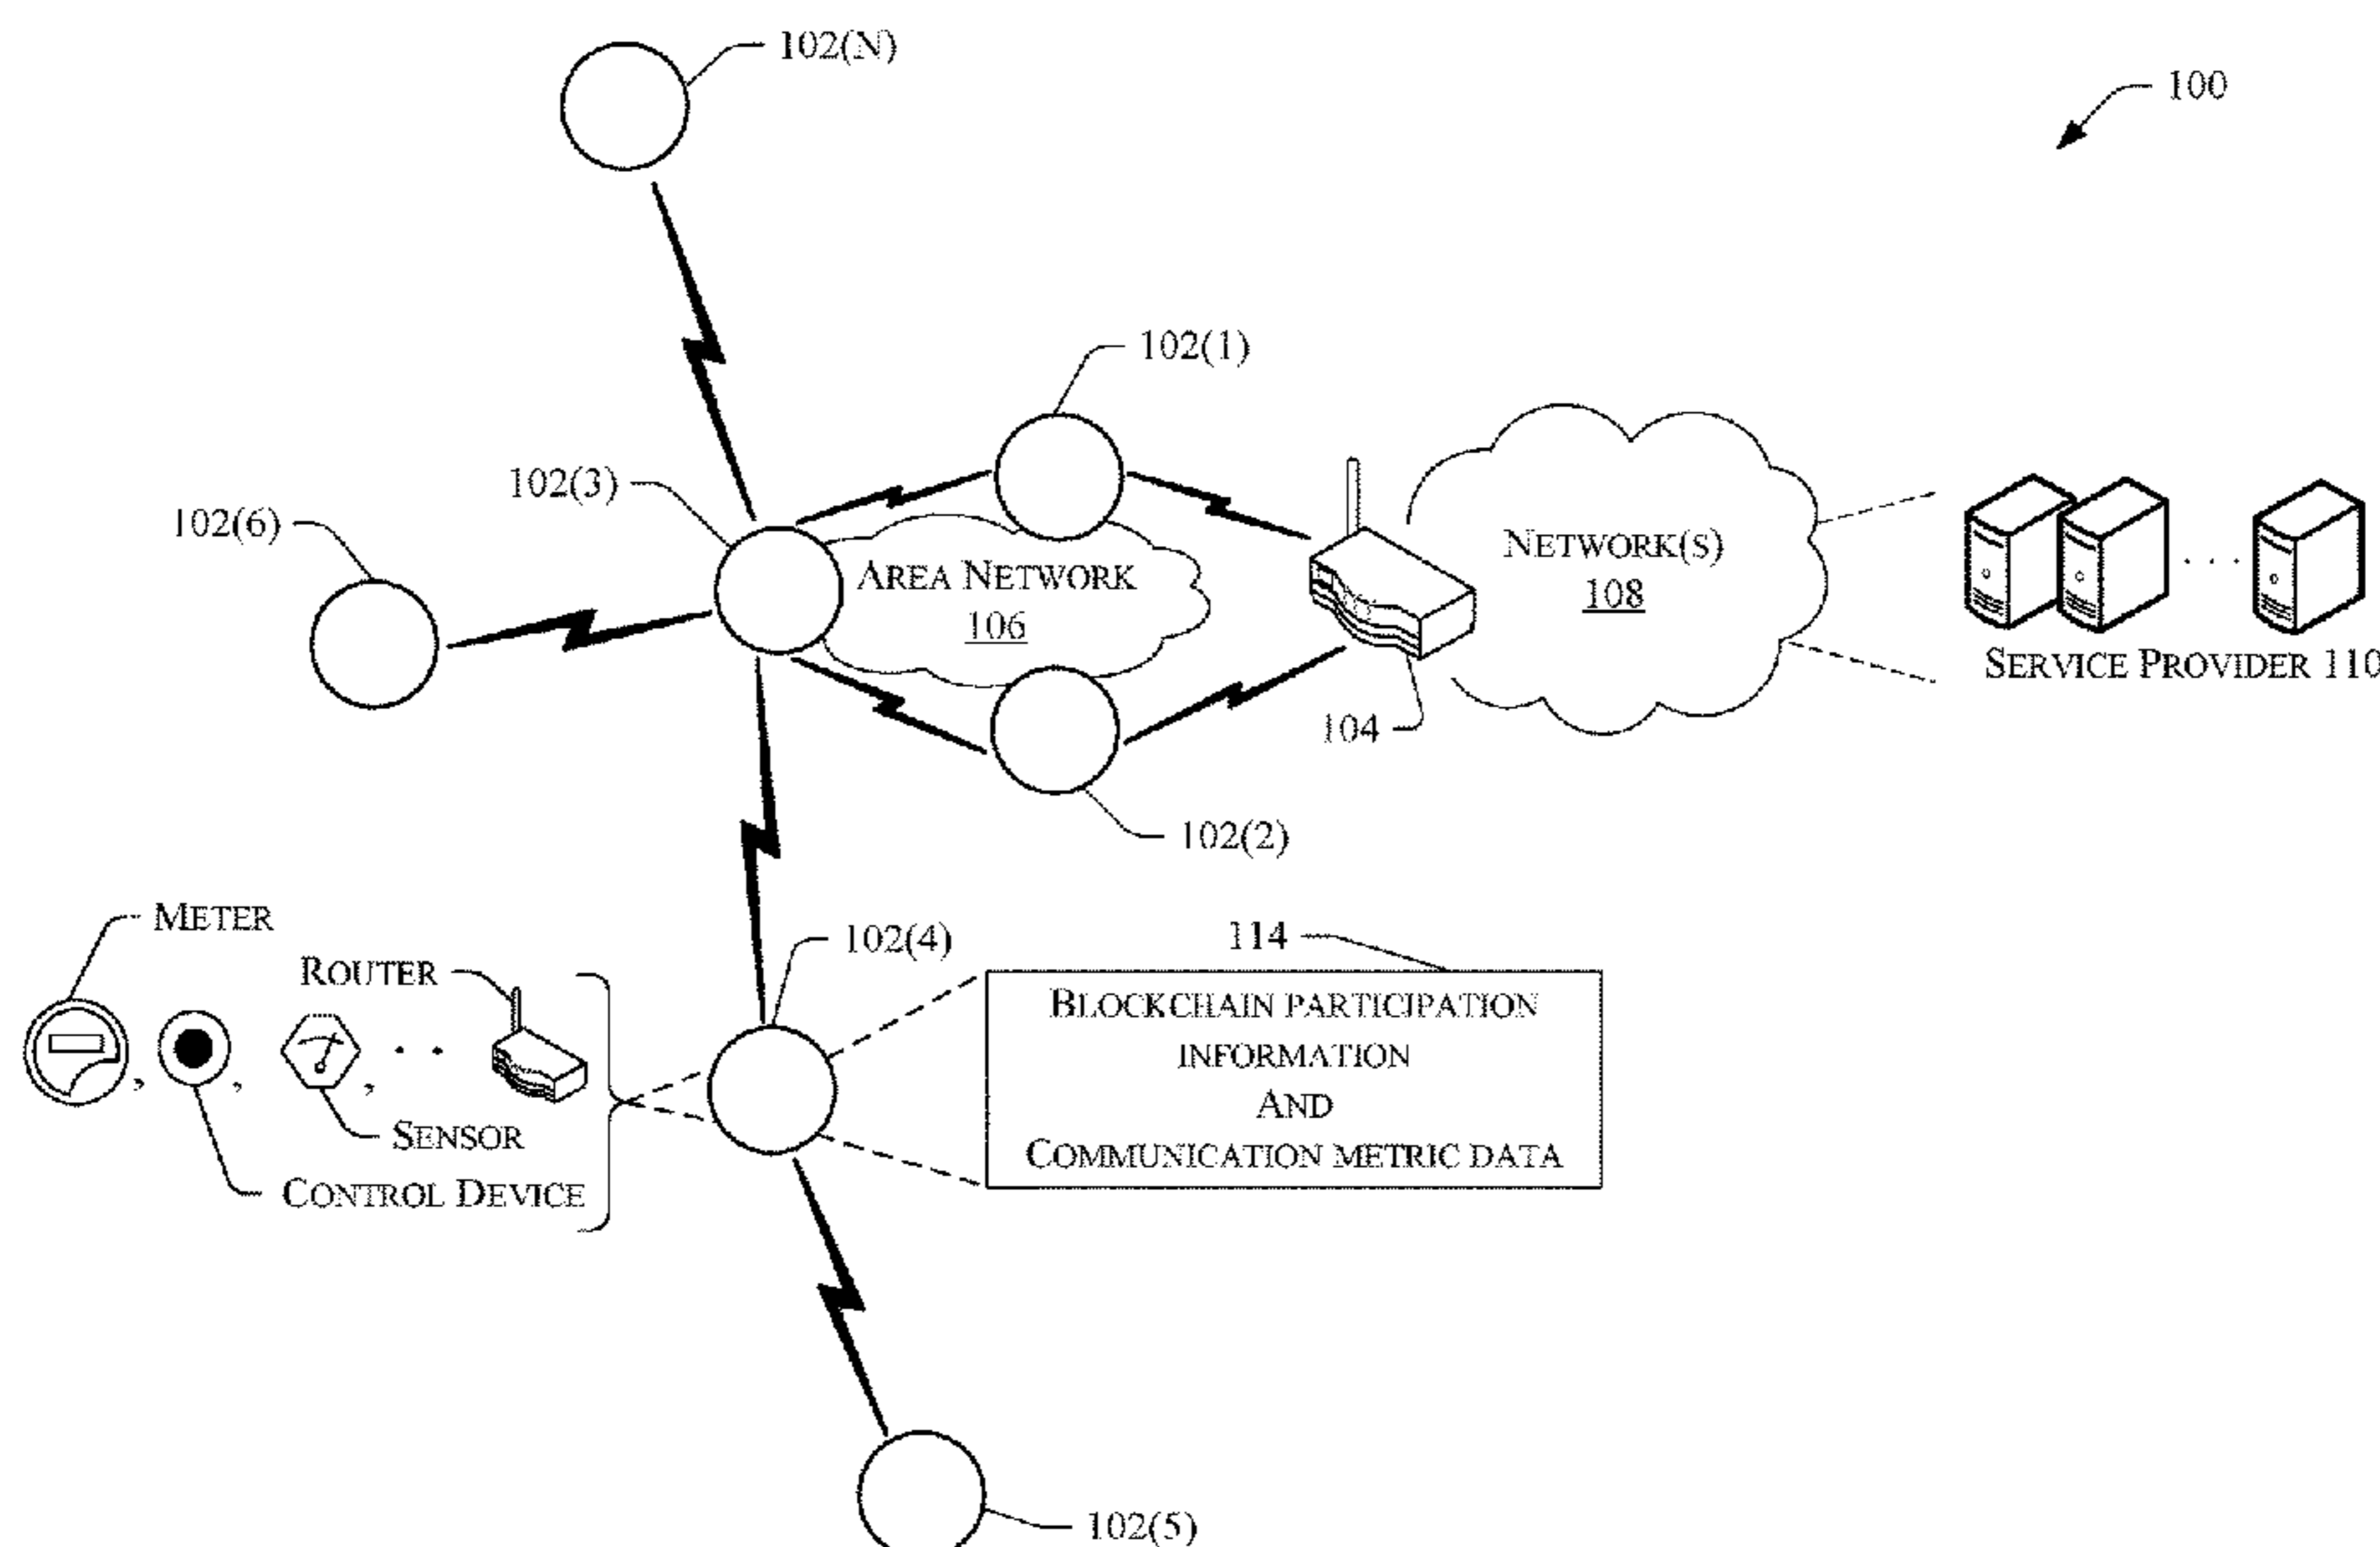 102(N)
100
102(1)
102(3)
102(6)
AREA NETWORK
106
NETWORK(S)
108
SERVICE PROVIDER 110
104
102(2)
METER
ROUTER
102(4)
114
BLOCKCHAIN PARTICIPATION
INFORMATION
AND
COMMUNICATION METRIC DATA
SENSOR
CONTROL DEVICE
102(5)